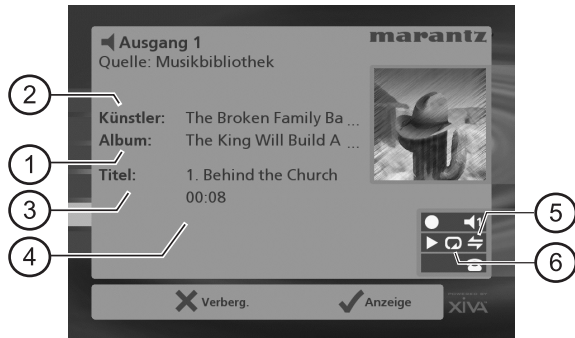 Ausgang 1
marantz
Quelle: Musikbibliothek
Künstler: The Broken Family Ba ...
Album: The King Will Build A ...
Titel: 1. Behind the Church
00:08
1
Verberg.
Anzeige
XIVA
2
1
3
4
5
6